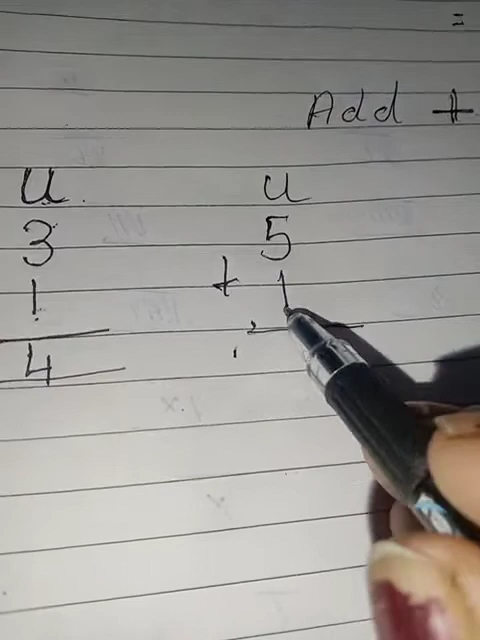 =
Add +
U U
3 5
1 + 1
4